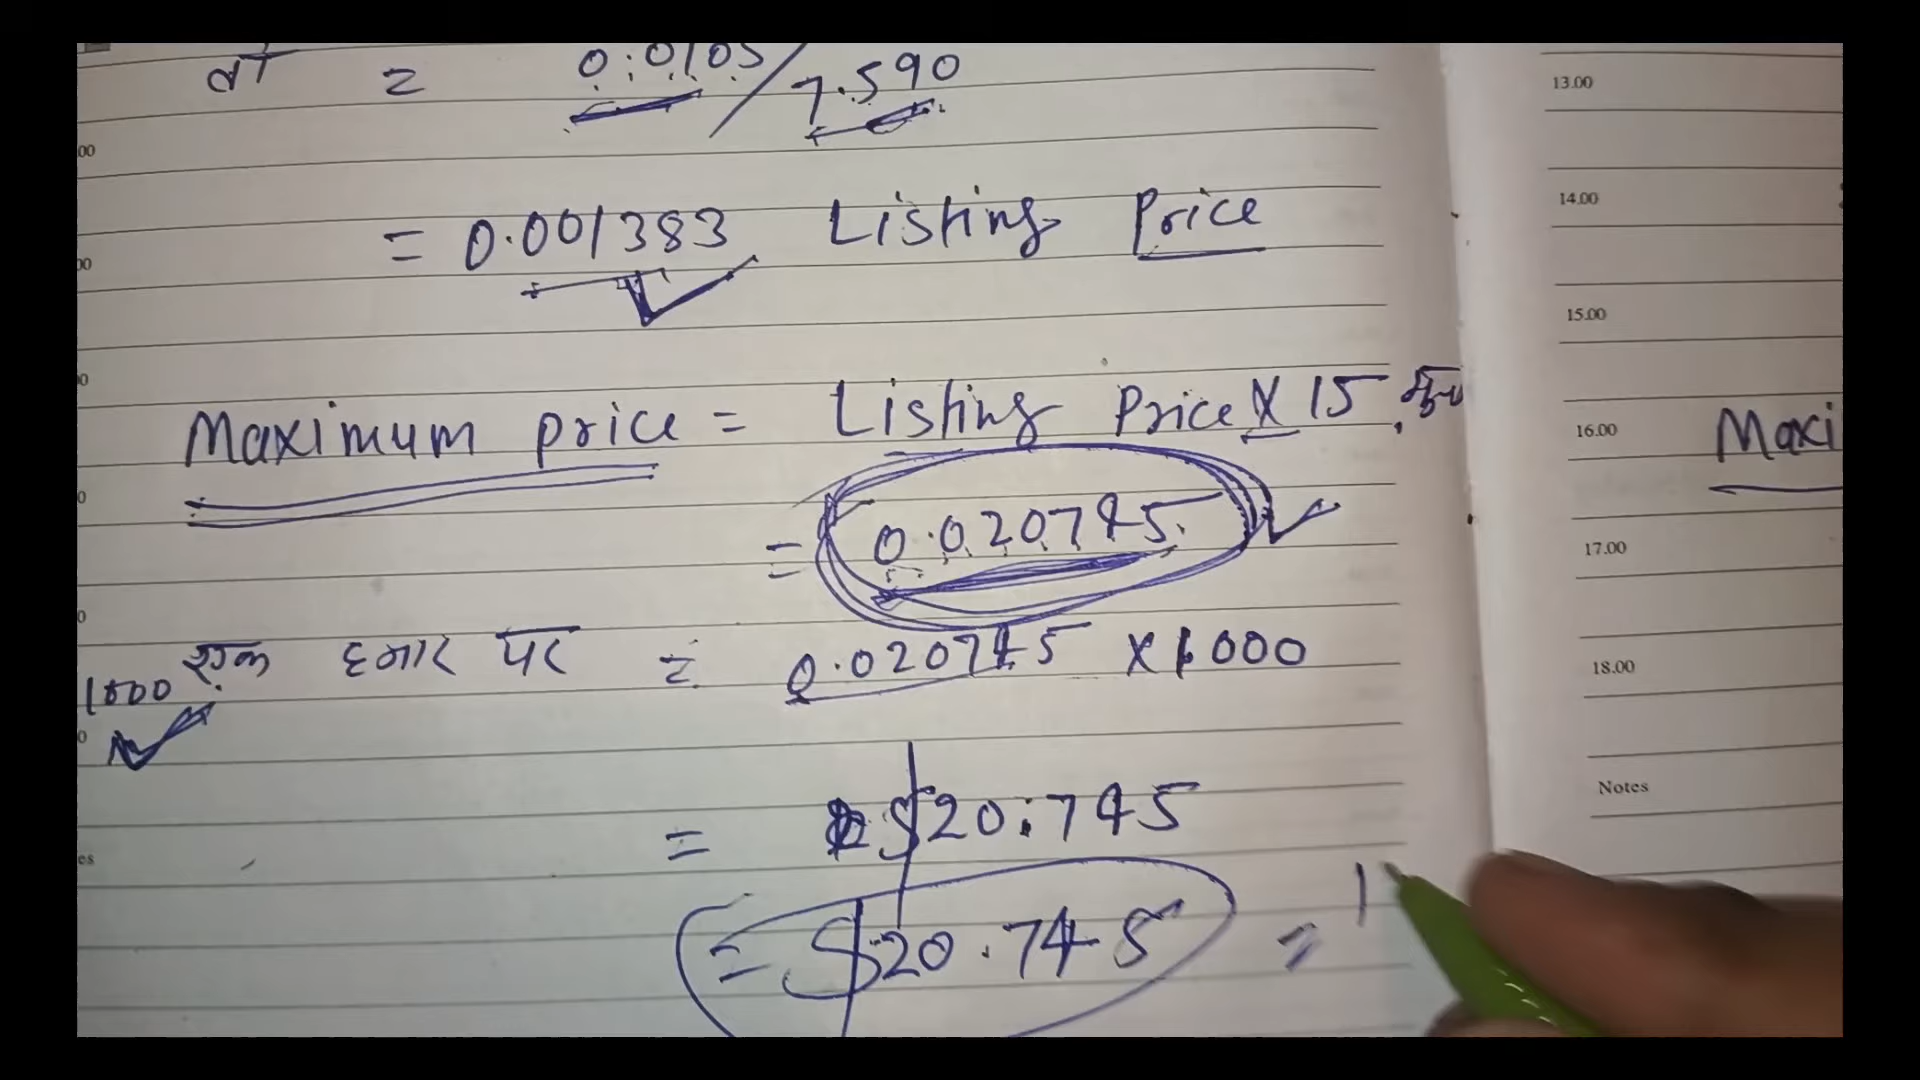 = 0.0105/7.590
= 0.001383 Listing Price
Maximum price = Listing Price X 15
= 0.020745
1000 एक हजार पर = 0.020745 X 1000
= $20.745
= $20.745 = 1
13.00
14.00
15.00
16.00
Maxi
17.00
18.00
Notes